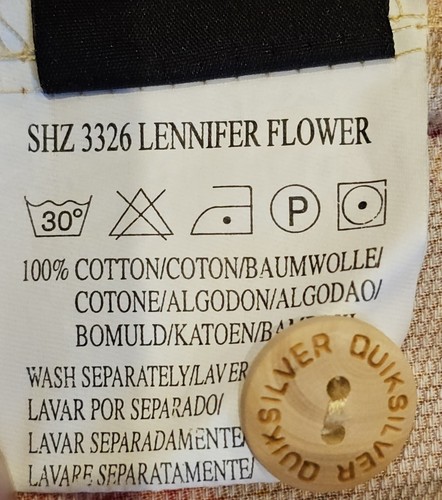 SHZ 3326 LENNIFER FLOWER
30°
P
100% COTTON/COTON/BAUMWOLLE/
COTONE/ALGODON/ALGODAO/
BOMULD/KATOEN/
WASH SEPARATELY/LAVER
LAVAR POR SEPARADO/
LAVAR SEPARADAMENTE/
LAVARE SEPARATAMENTE/
QUIKSILVER QUIKSILVER